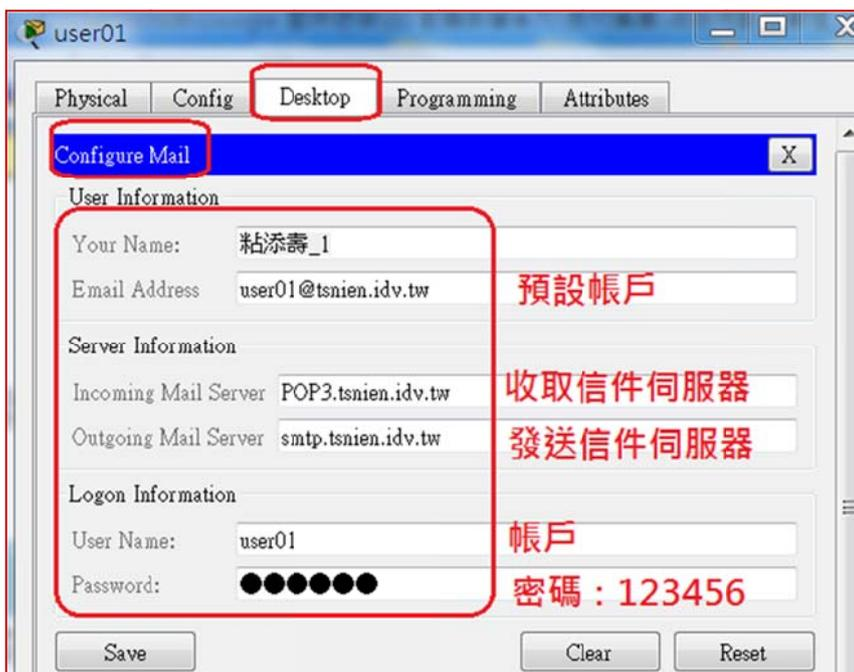 user01
Physical Config Desktop Programming Attributes
Configure Mail X
User Information
Your Name: 粘添壽_1
Email Address user01@tsnien.idv.tw 預設帳戶
Server Information
Incoming Mail Server POP3.tsnien.idv.tw 收取信件伺服器
Outgoing Mail Server smtp.tsnien.idv.tw 發送信件伺服器
Logon Information
User Name: user01 帳戶
Password: ●●●●●● 密碼：123456
Save Clear Reset